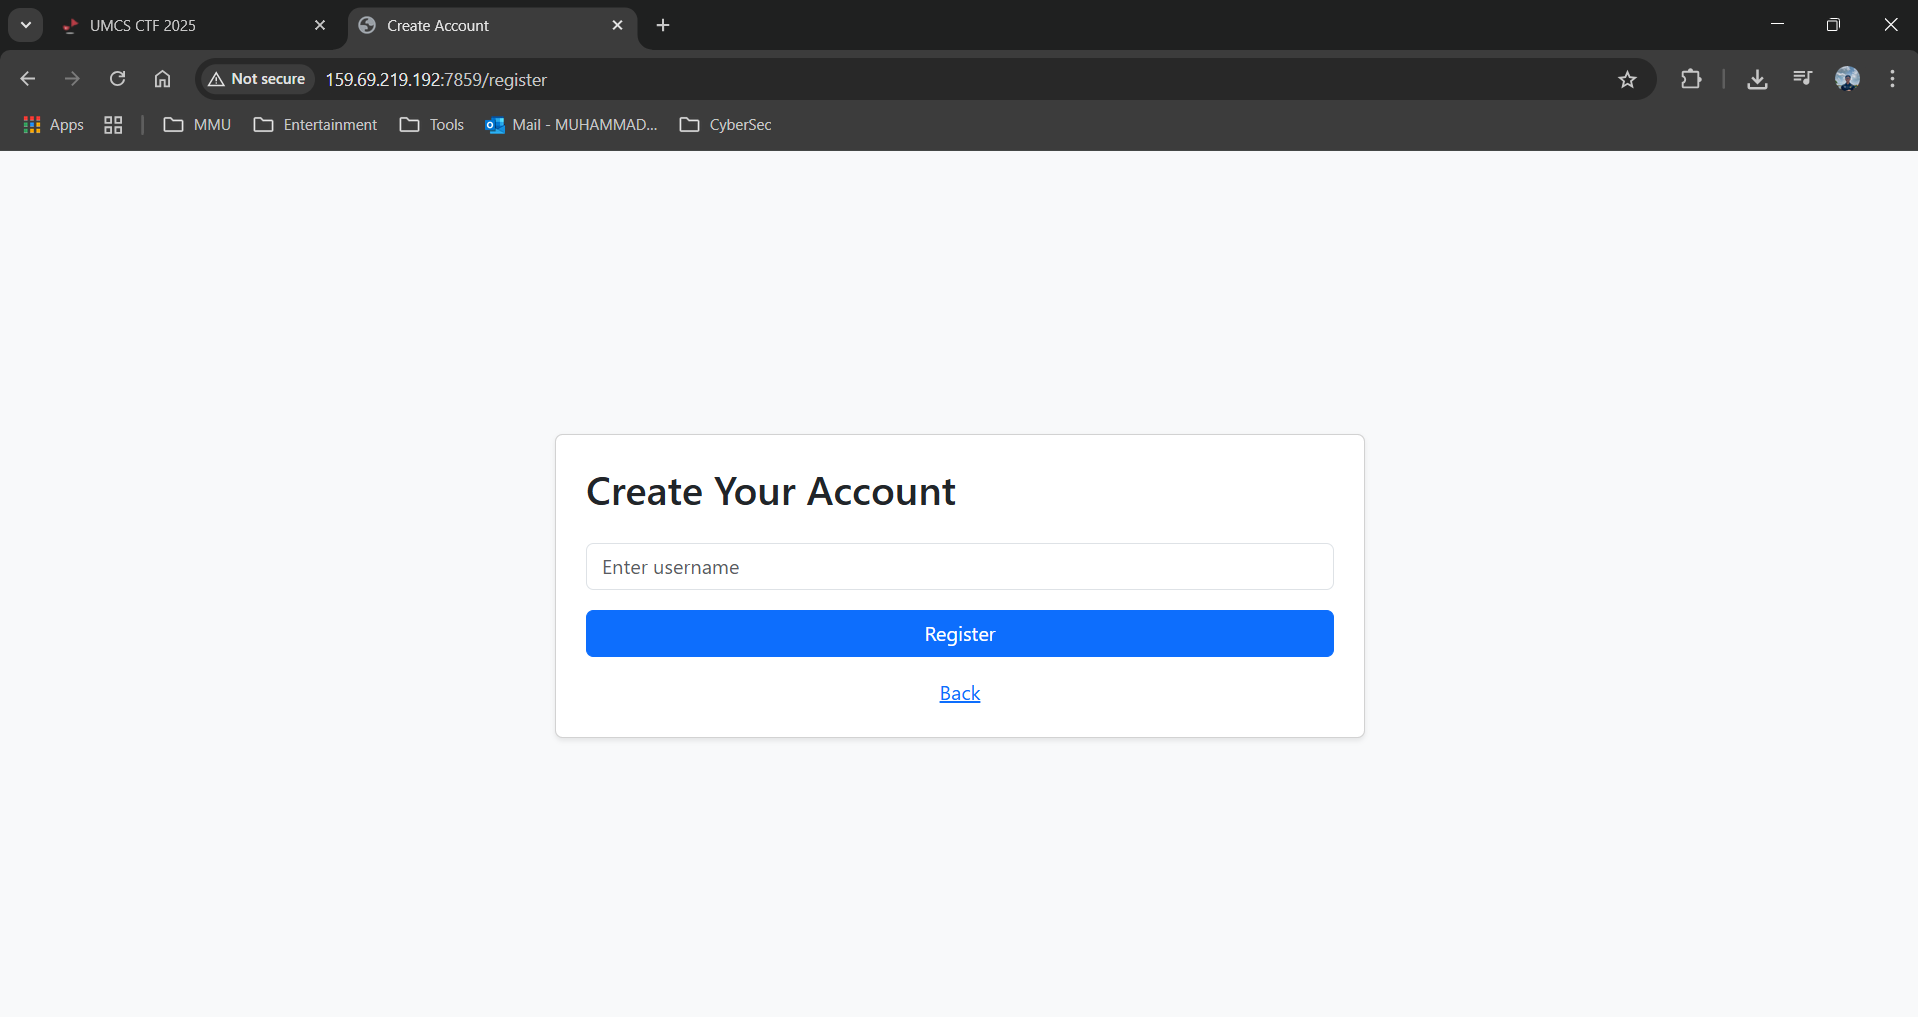 UMCS CTF 2025
Create Account
Not secure
159.69.219.192:7859/register
Apps
MMU
Entertainment
Tools
Mail - MUHAMMAD...
CyberSec
Create Your Account
Enter username
Register
Back